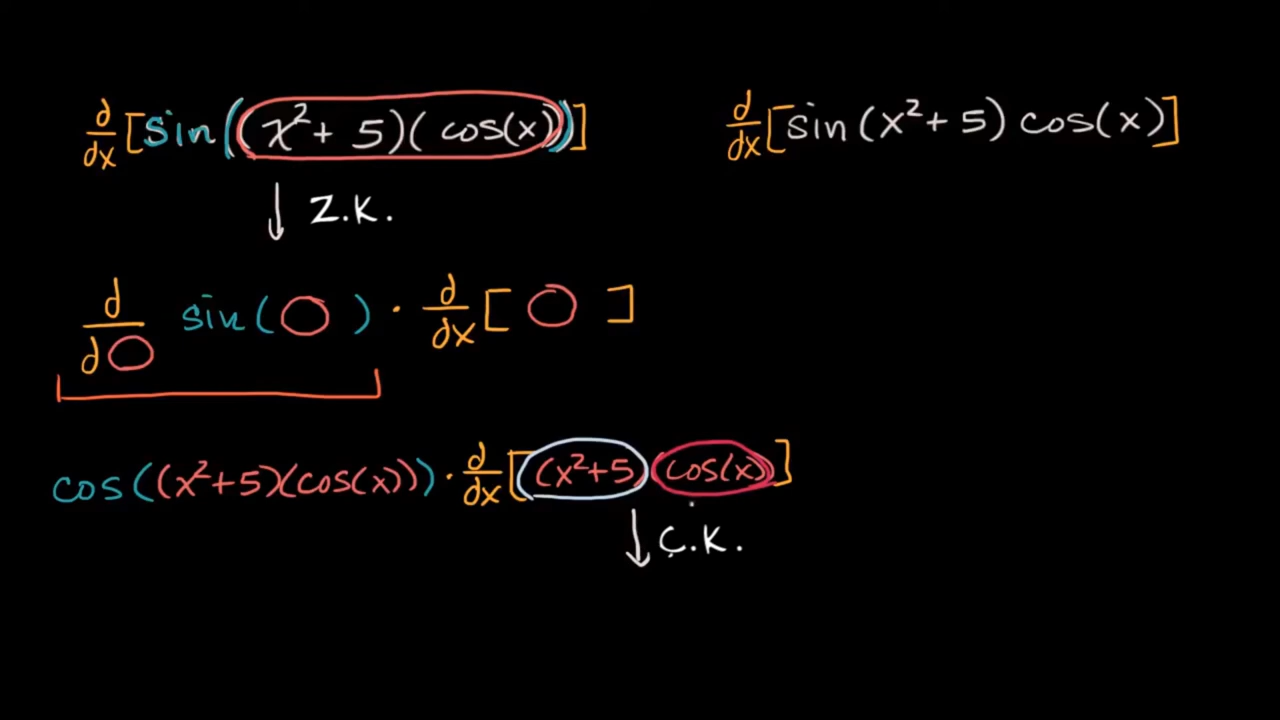 d/dx [sin((x²+5)(cos(x)))]
↓ Z.K.
d/d◯ sin(◯) · d/dx [◯]
cos((x²+5)(cos(x))) · d/dx [(x²+5) cos(x)]
↓ Ç.K.
d/dx [sin(x²+5) cos(x)]